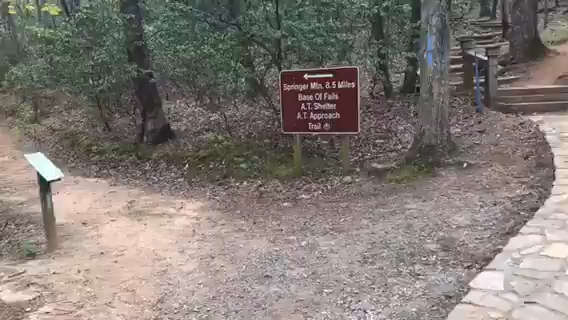 Springer Mtn. 8.5 Miles
Base Of Falls
A.T. Shelter
A.T. Approach
Trail